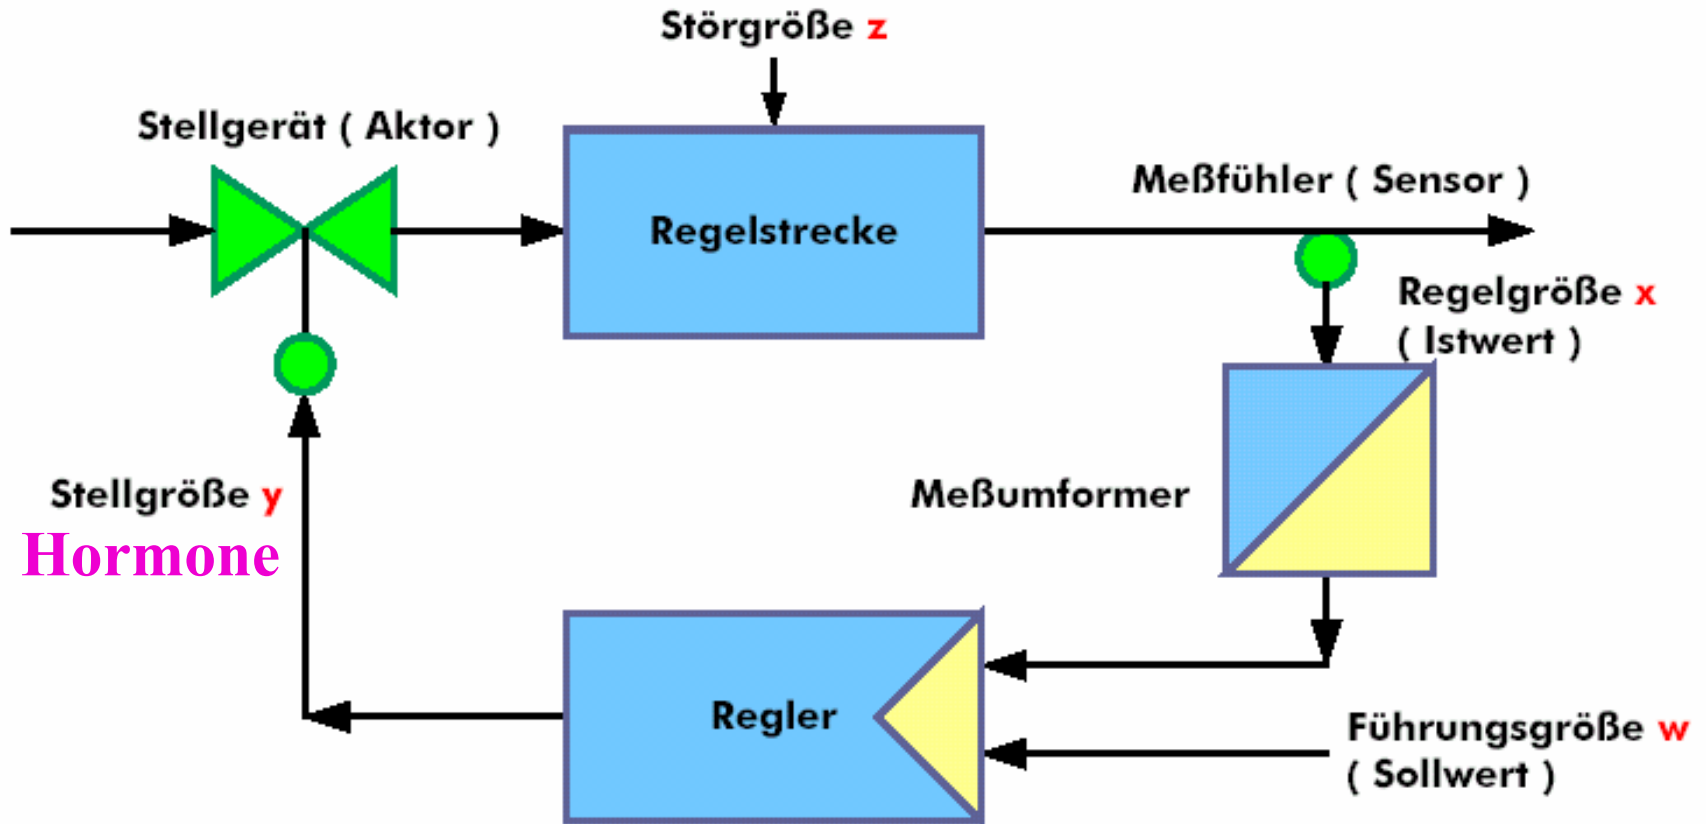 Störgröße z
Stellgerät ( Aktor )
Meßfühler ( Sensor )
Regelstrecke
Regelgröße x
( Istwert )
Stellgröße y
Hormone
Meßumformer
Regler
Führungsgröße w
( Sollwert )